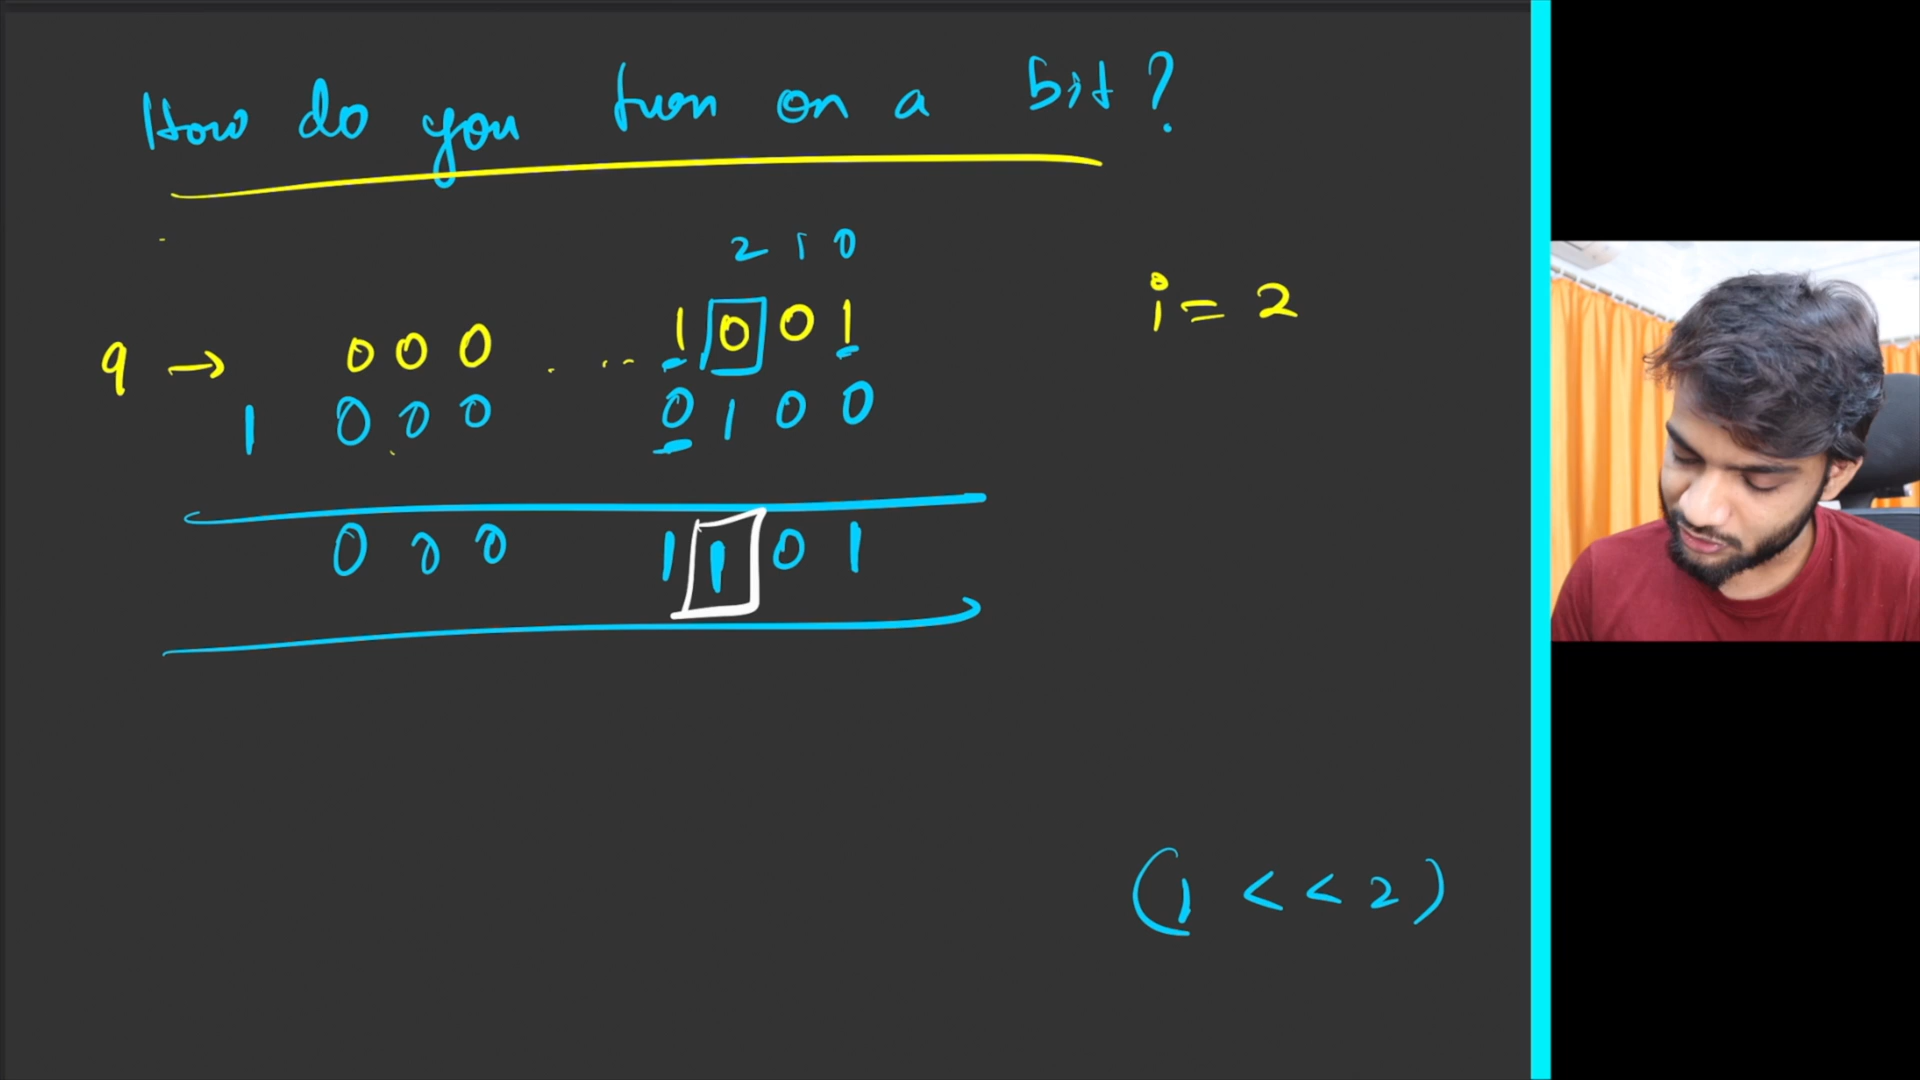 How do you turn on a bit?
2 1 0
i = 2
9 → 0 0 0 . .. 1 0 0 1
1 0 0 0 0 1 0 0
0 0 0 1 1 0 1
(1 < < 2)